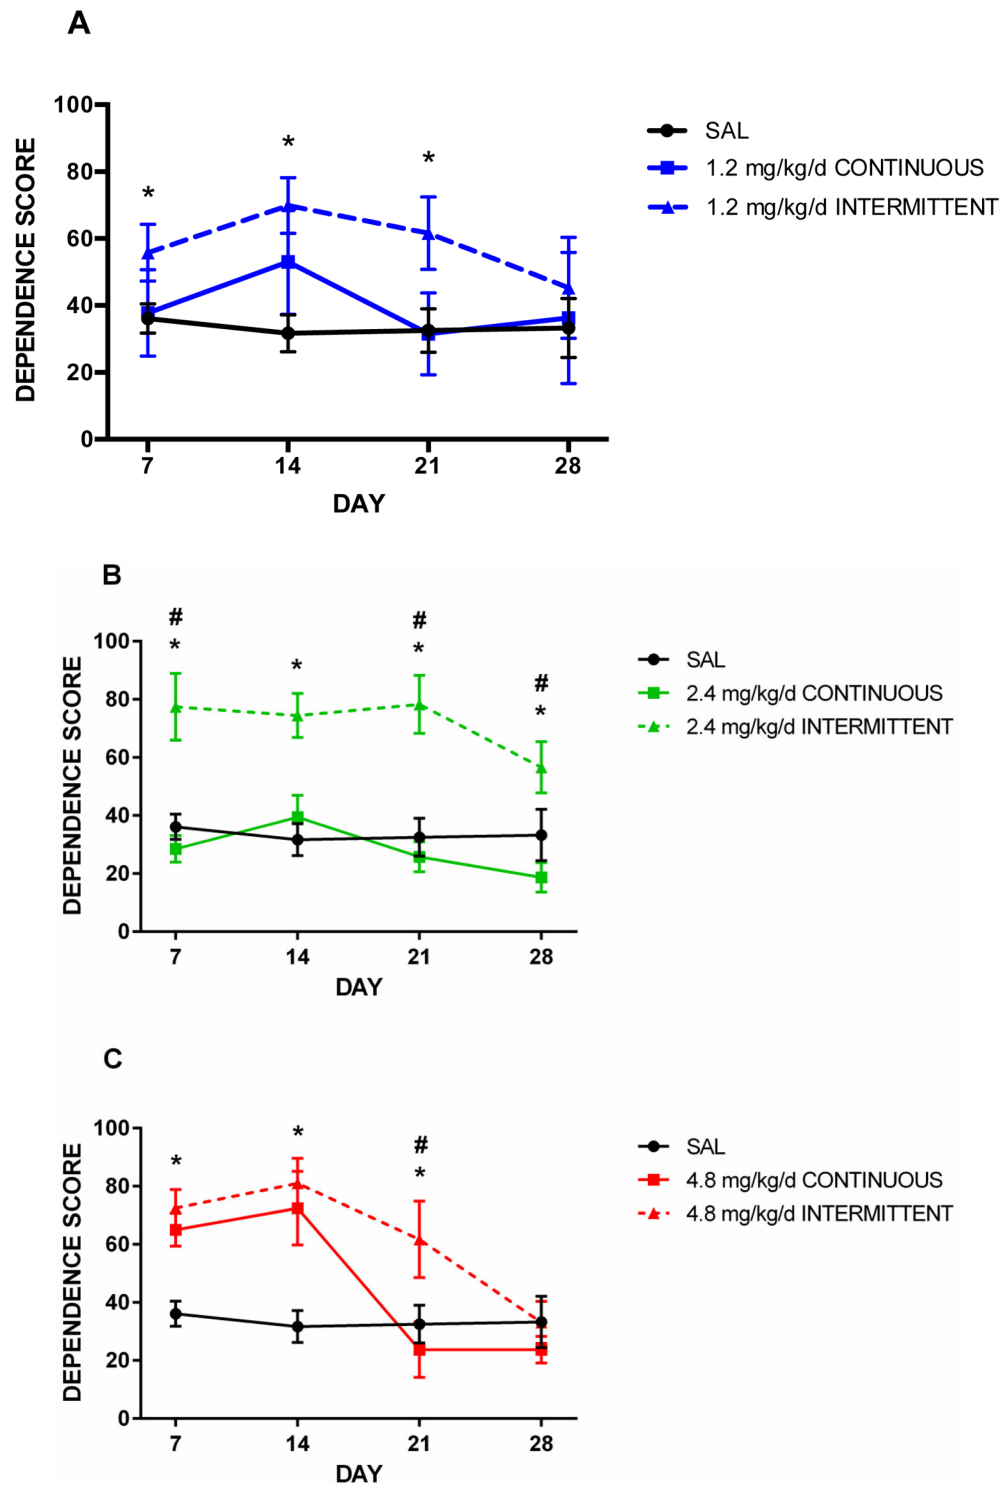 A
DEPENDENCE SCORE
100
80
60
40
20
0
* * *
7 14 21 28
DAY
SAL
1.2 mg/kg/d CONTINUOUS
1.2 mg/kg/d INTERMITTENT
B
DEPENDENCE SCORE
100
80
60
40
20
0
# # #
* * * *
7 14 21 28
DAY
SAL
2.4 mg/kg/d CONTINUOUS
2.4 mg/kg/d INTERMITTENT
C
DEPENDENCE SCORE
100
80
60
40
20
0
#
* * *
7 14 21 28
DAY
SAL
4.8 mg/kg/d CONTINUOUS
4.8 mg/kg/d INTERMITTENT